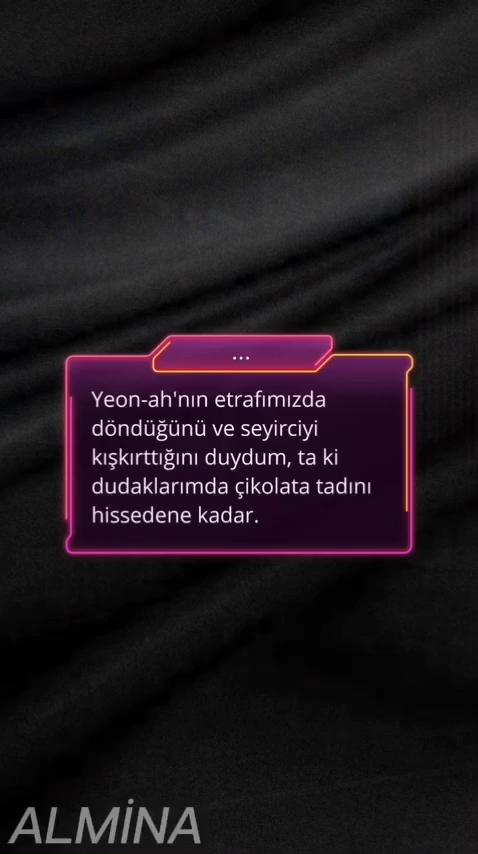 ...
Yeon-ah'nın etrafımızda
döndüğünü ve seyirciyi
kışkırttığını duydum, ta ki
dudaklarımda çikolata tadını
hissedene kadar.
ALMİNA